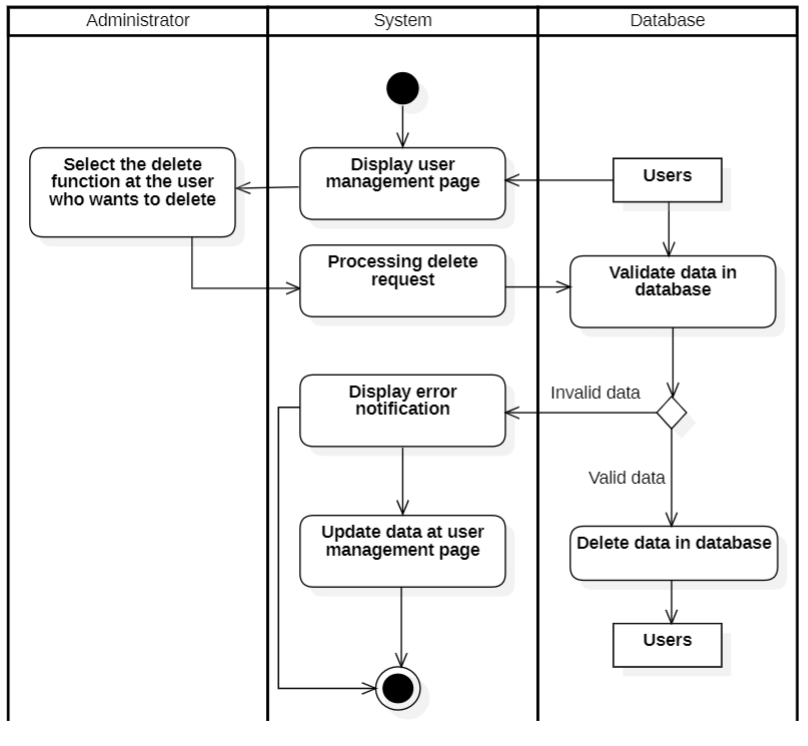 Administrator
System
Database
Select the delete
function at the user
who wants to delete
Display user
management page
Users
Processing delete
request
Validate data in
database
Display error
notification
Invalid data
Valid data
Update data at user
management page
Delete data in database
Users